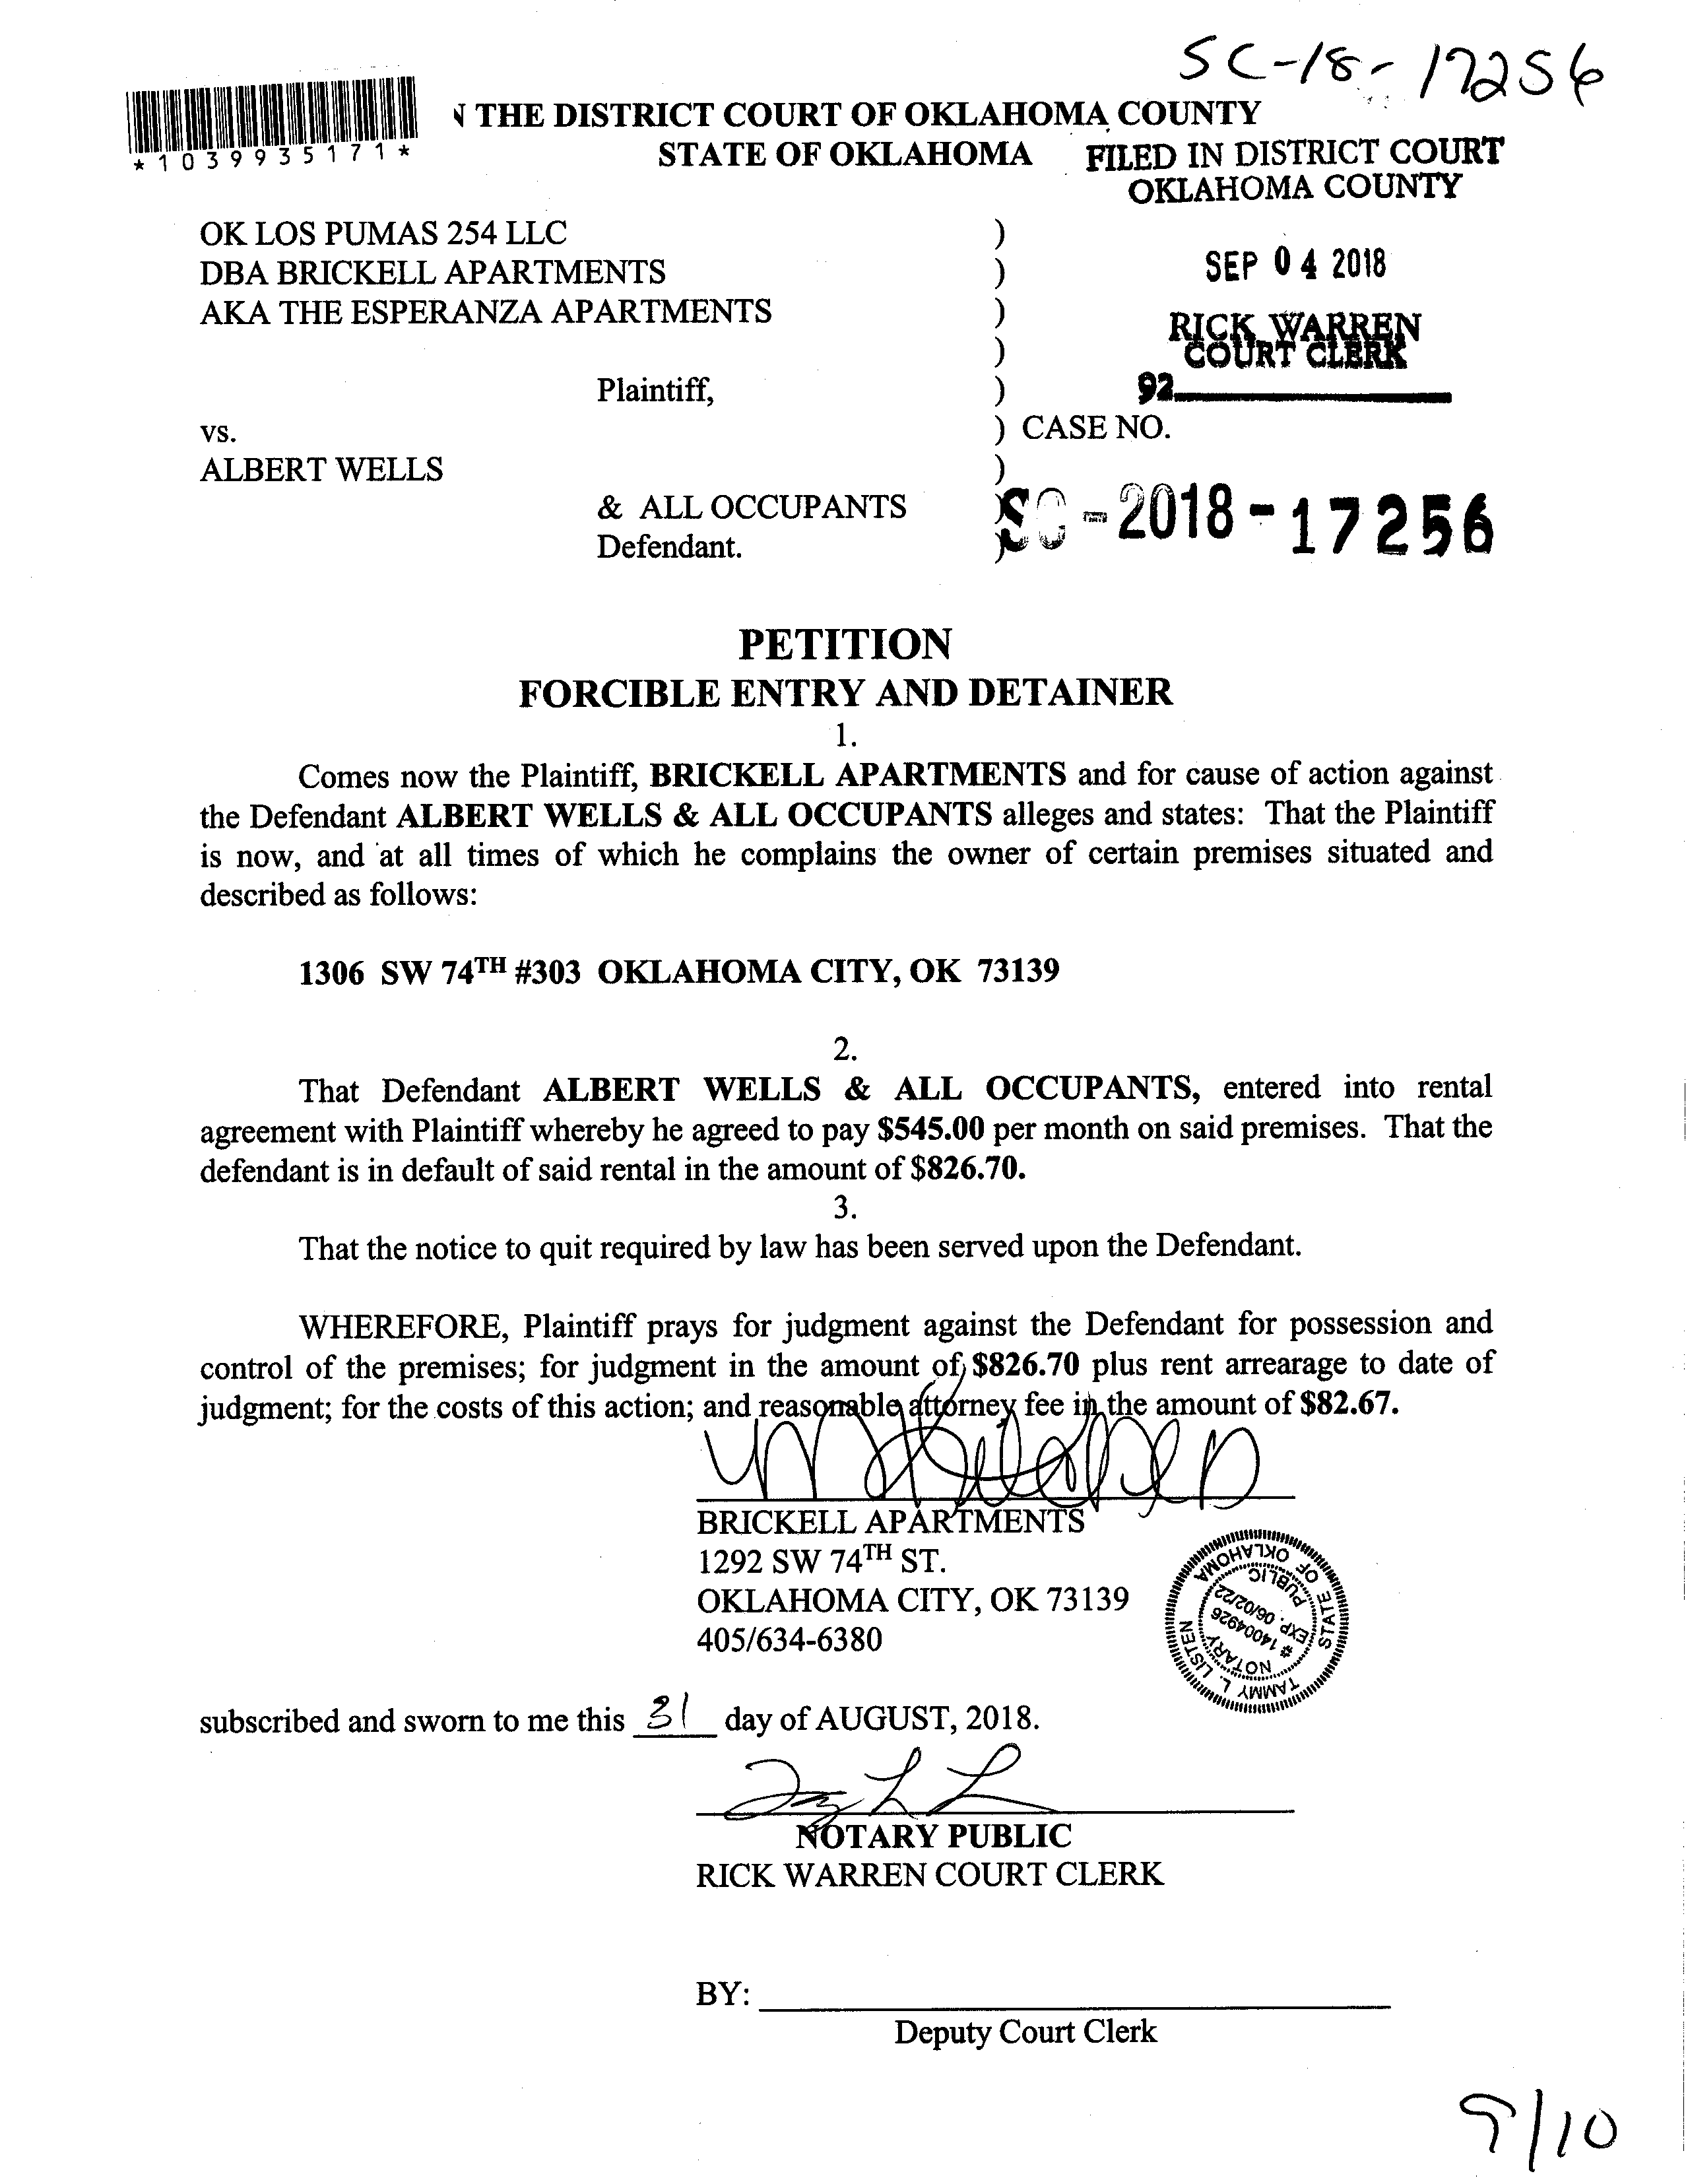 SC-18-17256
*1039935171*
N THE DISTRICT COURT OF OKLAHOMA COUNTY
STATE OF OKLAHOMA
FILED IN DISTRICT COURT
OKLAHOMA COUNTY
OK LOS PUMAS 254 LLC )
DBA BRICKELL APARTMENTS )
SEP 04 2018
AKA THE ESPERANZA APARTMENTS )
)
RICK WARREN
COURT CLERK
Plaintiff, )
92
vs. ) CASE NO.
ALBERT WELLS )
& ALL OCCUPANTS )
SC-2018-17256
Defendant. )
PETITION
FORCIBLE ENTRY AND DETAINER
1.
Comes now the Plaintiff, BRICKELL APARTMENTS and for cause of action against
the Defendant ALBERT WELLS & ALL OCCUPANTS alleges and states: That the Plaintiff
is now, and at all times of which he complains the owner of certain premises situated and
described as follows:
1306 SW 74TH #303 OKLAHOMA CITY, OK 73139
2.
That Defendant ALBERT WELLS & ALL OCCUPANTS, entered into rental
agreement with Plaintiff whereby he agreed to pay $545.00 per month on said premises. That the
defendant is in default of said rental in the amount of $826.70.
3.
That the notice to quit required by law has been served upon the Defendant.
WHEREFORE, Plaintiff prays for judgment against the Defendant for possession and
control of the premises; for judgment in the amount of $826.70 plus rent arrearage to date of
judgment; for the costs of this action; and reasonable attorney fee in the amount of $82.67.
BRICKELL APARTMENTS
1292 SW 74TH ST.
OKLAHOMA CITY, OK 73139
405/634-6380
TAMMY L. LISTEN
STATE OF OKLAHOMA
NOTARY
# 14004926
EXP. 06/02/22
PUBLIC
subscribed and sworn to me this 31 day of AUGUST, 2018.
NOTARY PUBLIC
RICK WARREN COURT CLERK
BY:
Deputy Court Clerk
9/10